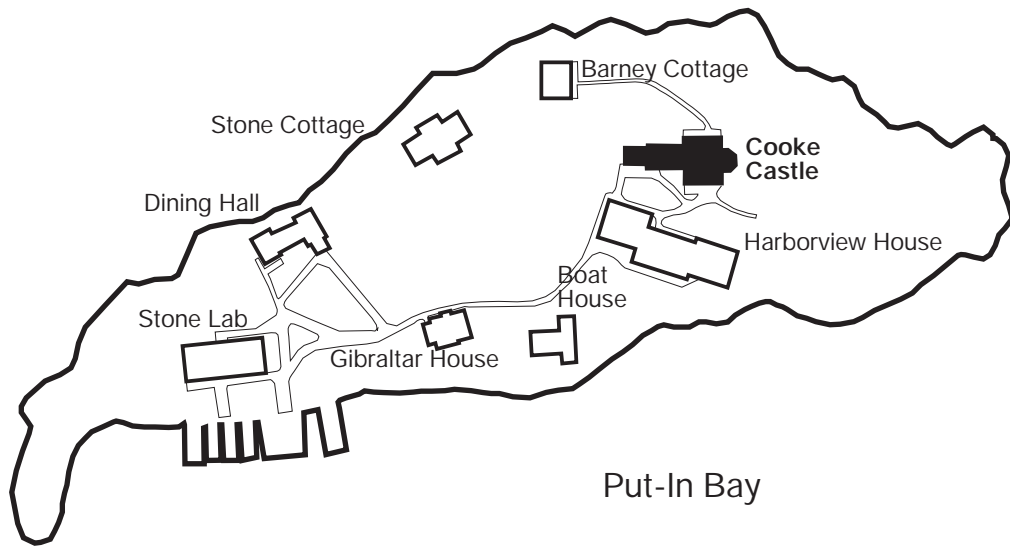 Barney Cottage
Stone Cottage
Cooke
Castle
Dining Hall
Harborview House
Boat
House
Stone Lab
Gibraltar House
Put-In Bay